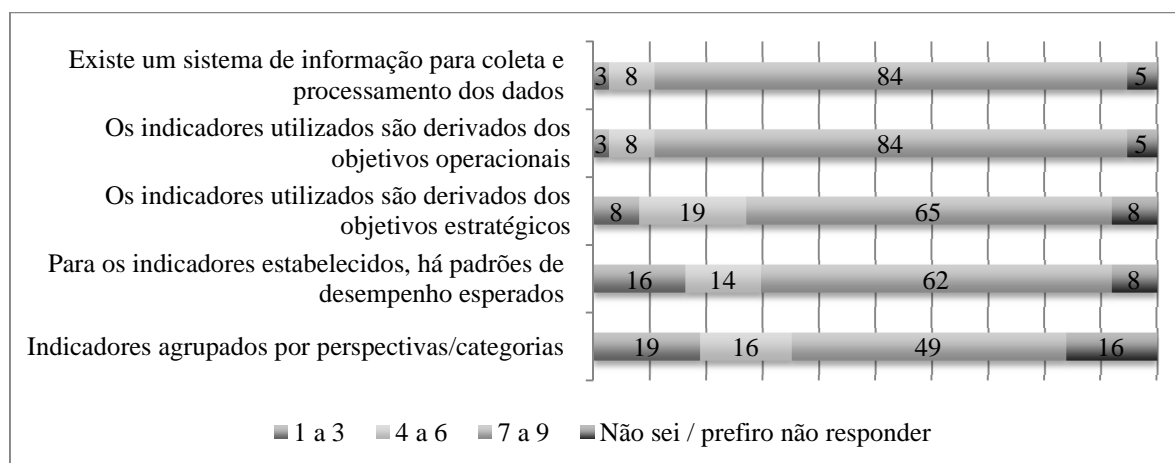 Existe um sistema de informação para coleta e
processamento dos dados
3 8 84 5
Os indicadores utilizados são derivados dos
objetivos operacionais
3 8 84 5
Os indicadores utilizados são derivados dos
objetivos estratégicos
8 19 65 8
Para os indicadores estabelecidos, há padrões de
desempenho esperados
16 14 62 8
Indicadores agrupados por perspectivas/categorias
19 16 49 16
1 a 3 4 a 6 7 a 9 Não sei / prefiro não responder